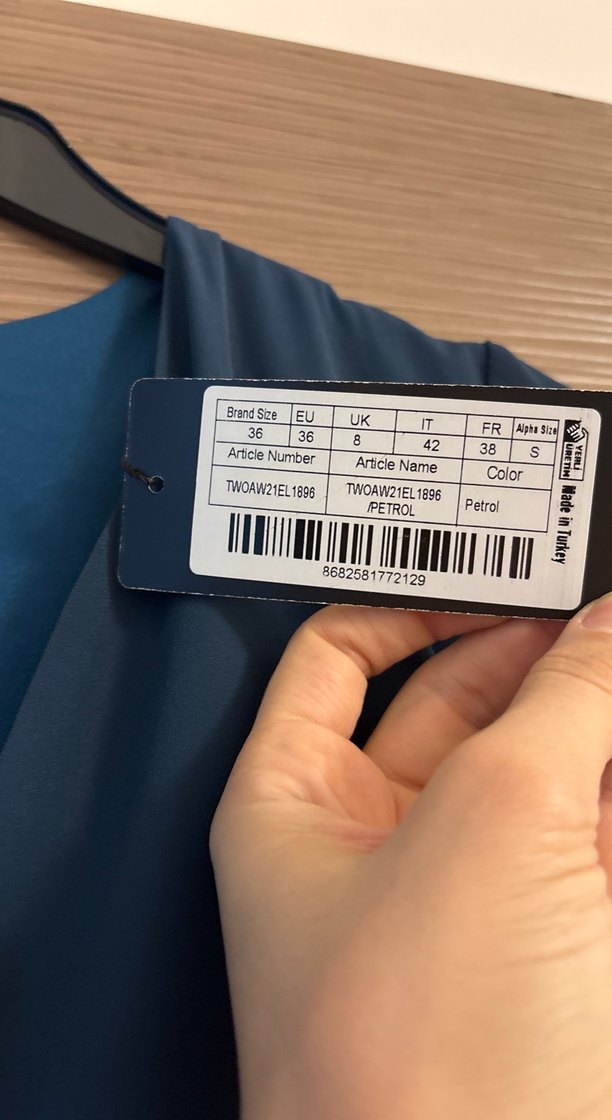 Brand Size EU UK IT FR Alpha Size
36 36 8 42 38 S
Article Number Article Name Color
TWOAW21EL1896 TWOAW21EL1896 Petrol
/PETROL
8682581772129
YERLİ
ÜRETİM
Made in Turkey